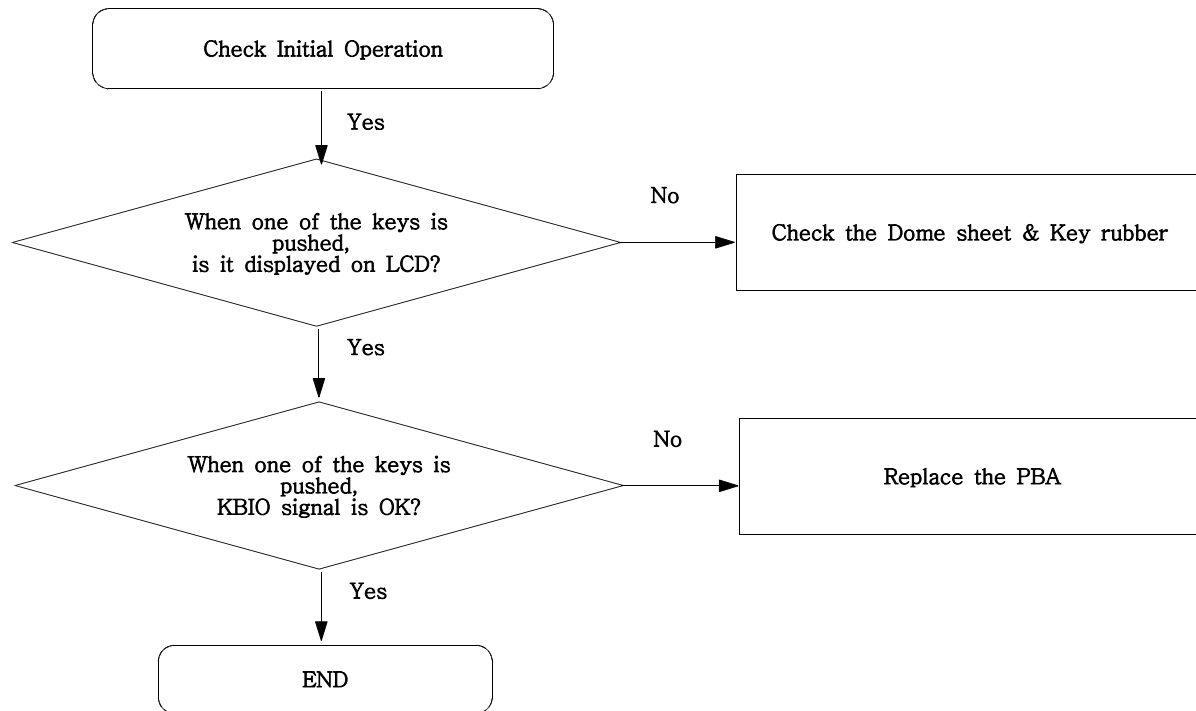 Check Initial Operation
Yes
When one of the keys is
pushed,
is it displayed on LCD?
No
Check the Dome sheet & Key rubber
Yes
When one of the keys is
pushed,
KBIO signal is OK?
No
Replace the PBA
Yes
END